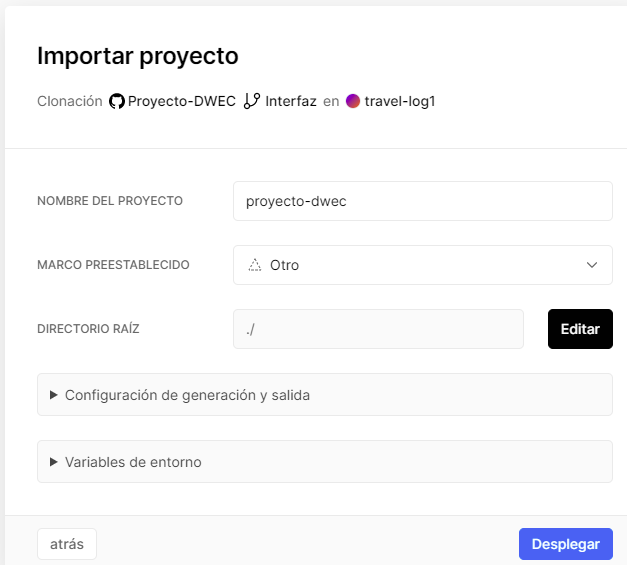 Importar proyecto
Clonación Proyecto-DWEC Interfaz en travel-log1
NOMBRE DEL PROYECTO proyecto-dwec
MARCO PREESTABLECIDO Otro
DIRECTORIO RAÍZ ./ Editar
Configuración de generación y salida
Variables de entorno
atrás Desplegar